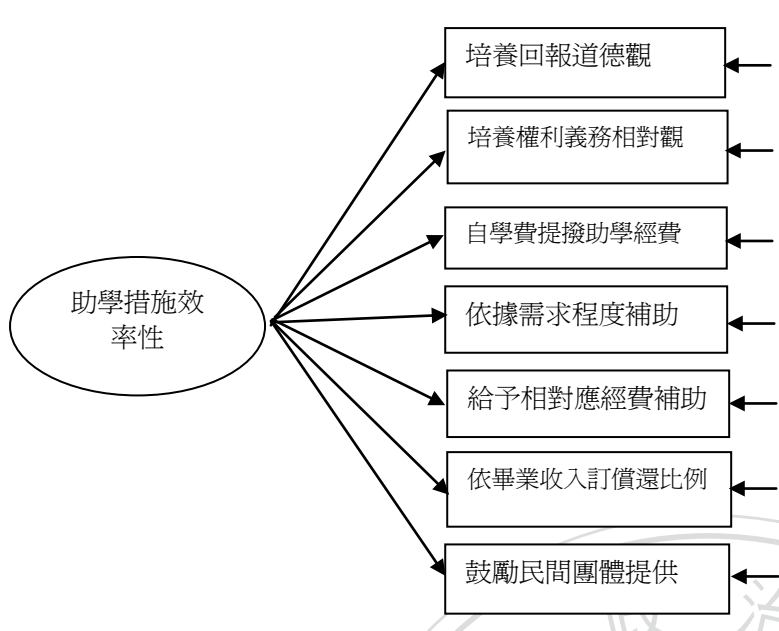 培養回報道德觀
培養權利義務相對觀
自學費提撥助學經費
助學措施效
率性
依據需求程度補助
給予相對應經費補助
依畢業收入訂償還比例
鼓勵民間團體提供